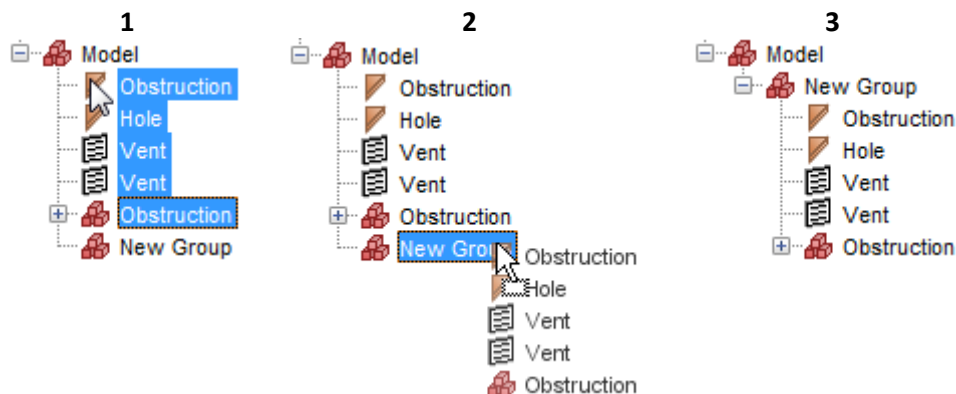 1
Model
Obstruction
Hole
Vent
Vent
Obstruction
New Group
2
Model
Obstruction
Hole
Vent
Vent
Obstruction
New Grou
Obstruction
Hole
Vent
Vent
Obstruction
3
Model
New Group
Obstruction
Hole
Vent
Vent
Obstruction